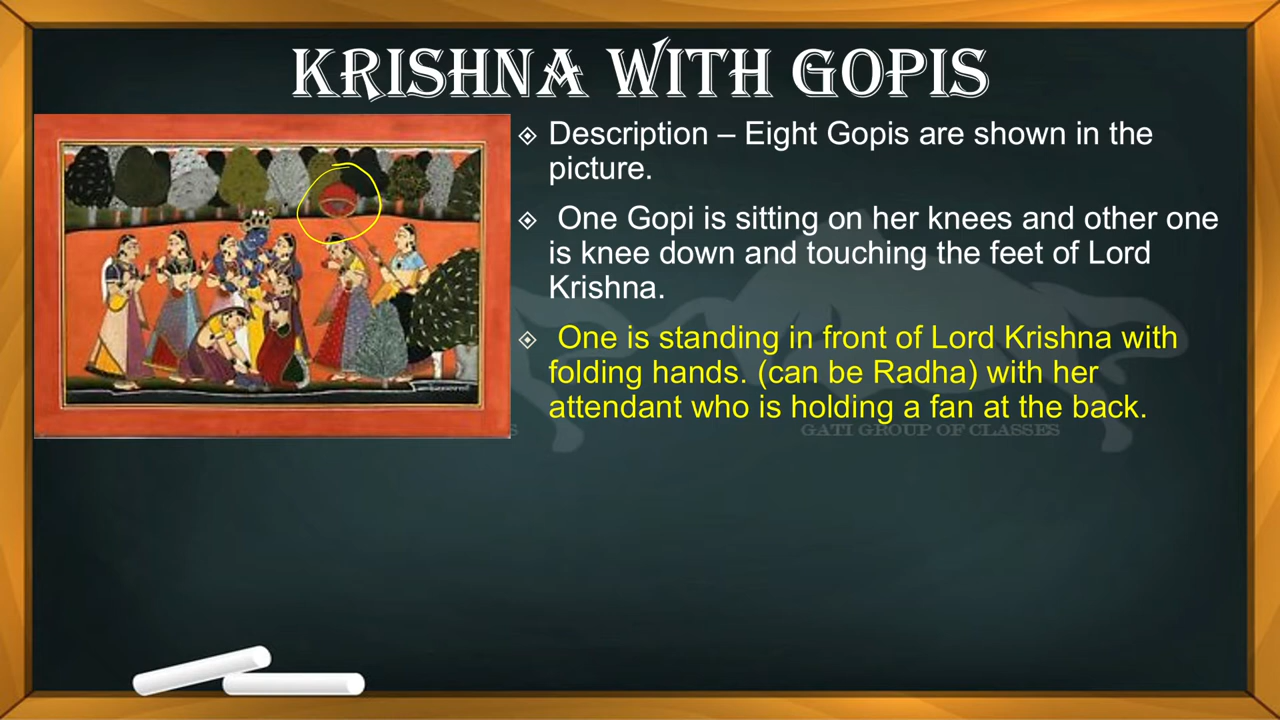 KRISHNA WITH GOPIS
Description – Eight Gopis are shown in the
picture.
One Gopi is sitting on her knees and other one
is knee down and touching the feet of Lord
Krishna.
One is standing in front of Lord Krishna with
folding hands. (can be Radha) with her
attendant who is holding a fan at the back.
GATI GROUP OF CLASSES